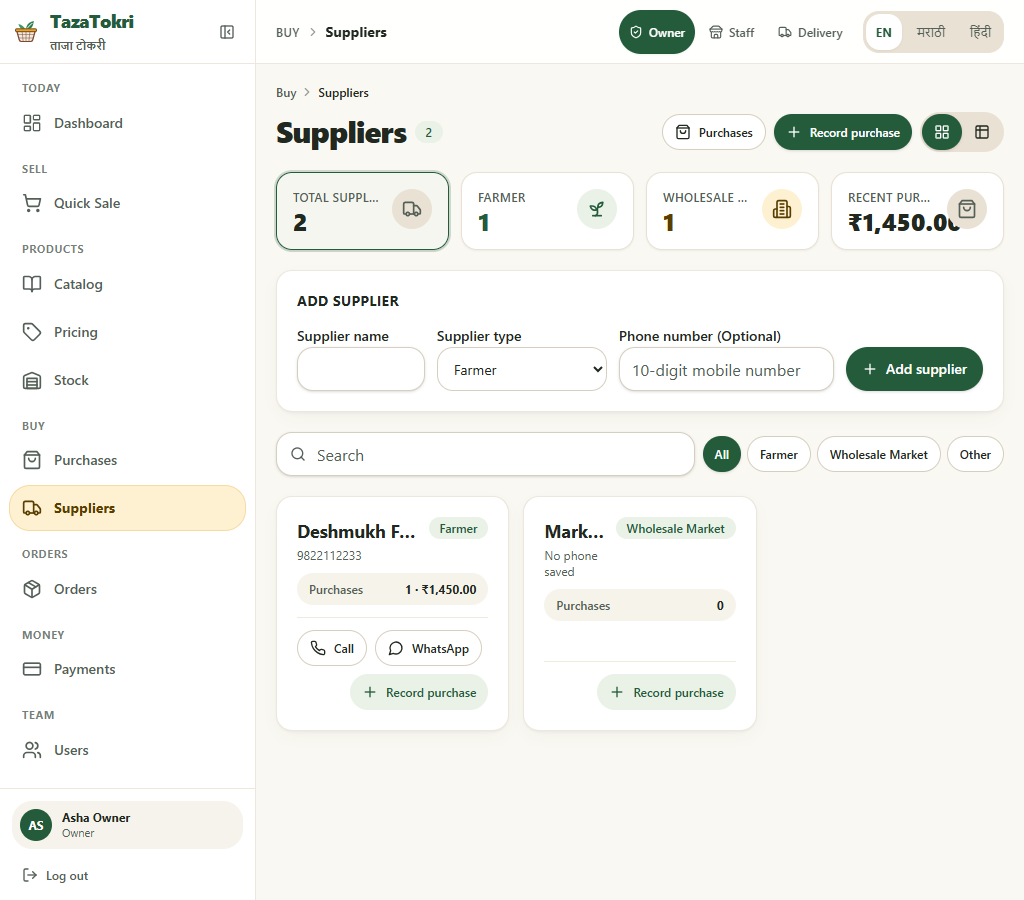 TazaTokri
ताजा टोकरी
TODAY
Dashboard
SELL
Quick Sale
PRODUCTS
Catalog
Pricing
Stock
BUY
Purchases
Suppliers
ORDERS
Orders
MONEY
Payments
TEAM
Users
AS
Asha Owner
Owner
Log out
BUY > Suppliers
Owner
Staff
Delivery
EN
मराठी
हिंदी
Buy > Suppliers
Suppliers 2
Purchases
+ Record purchase
TOTAL SUPPL...
2
FARMER
1
WHOLESALE ...
1
RECENT PUR...
₹1,450.00
ADD SUPPLIER
Supplier name
Supplier type
Farmer
Phone number (Optional)
10-digit mobile number
+ Add supplier
Search
All
Farmer
Wholesale Market
Other
Deshmukh F...
Farmer
9822112233
Purchases 1 · ₹1,450.00
Call
WhatsApp
+ Record purchase
Mark...
Wholesale Market
No phone
saved
Purchases 0
+ Record purchase